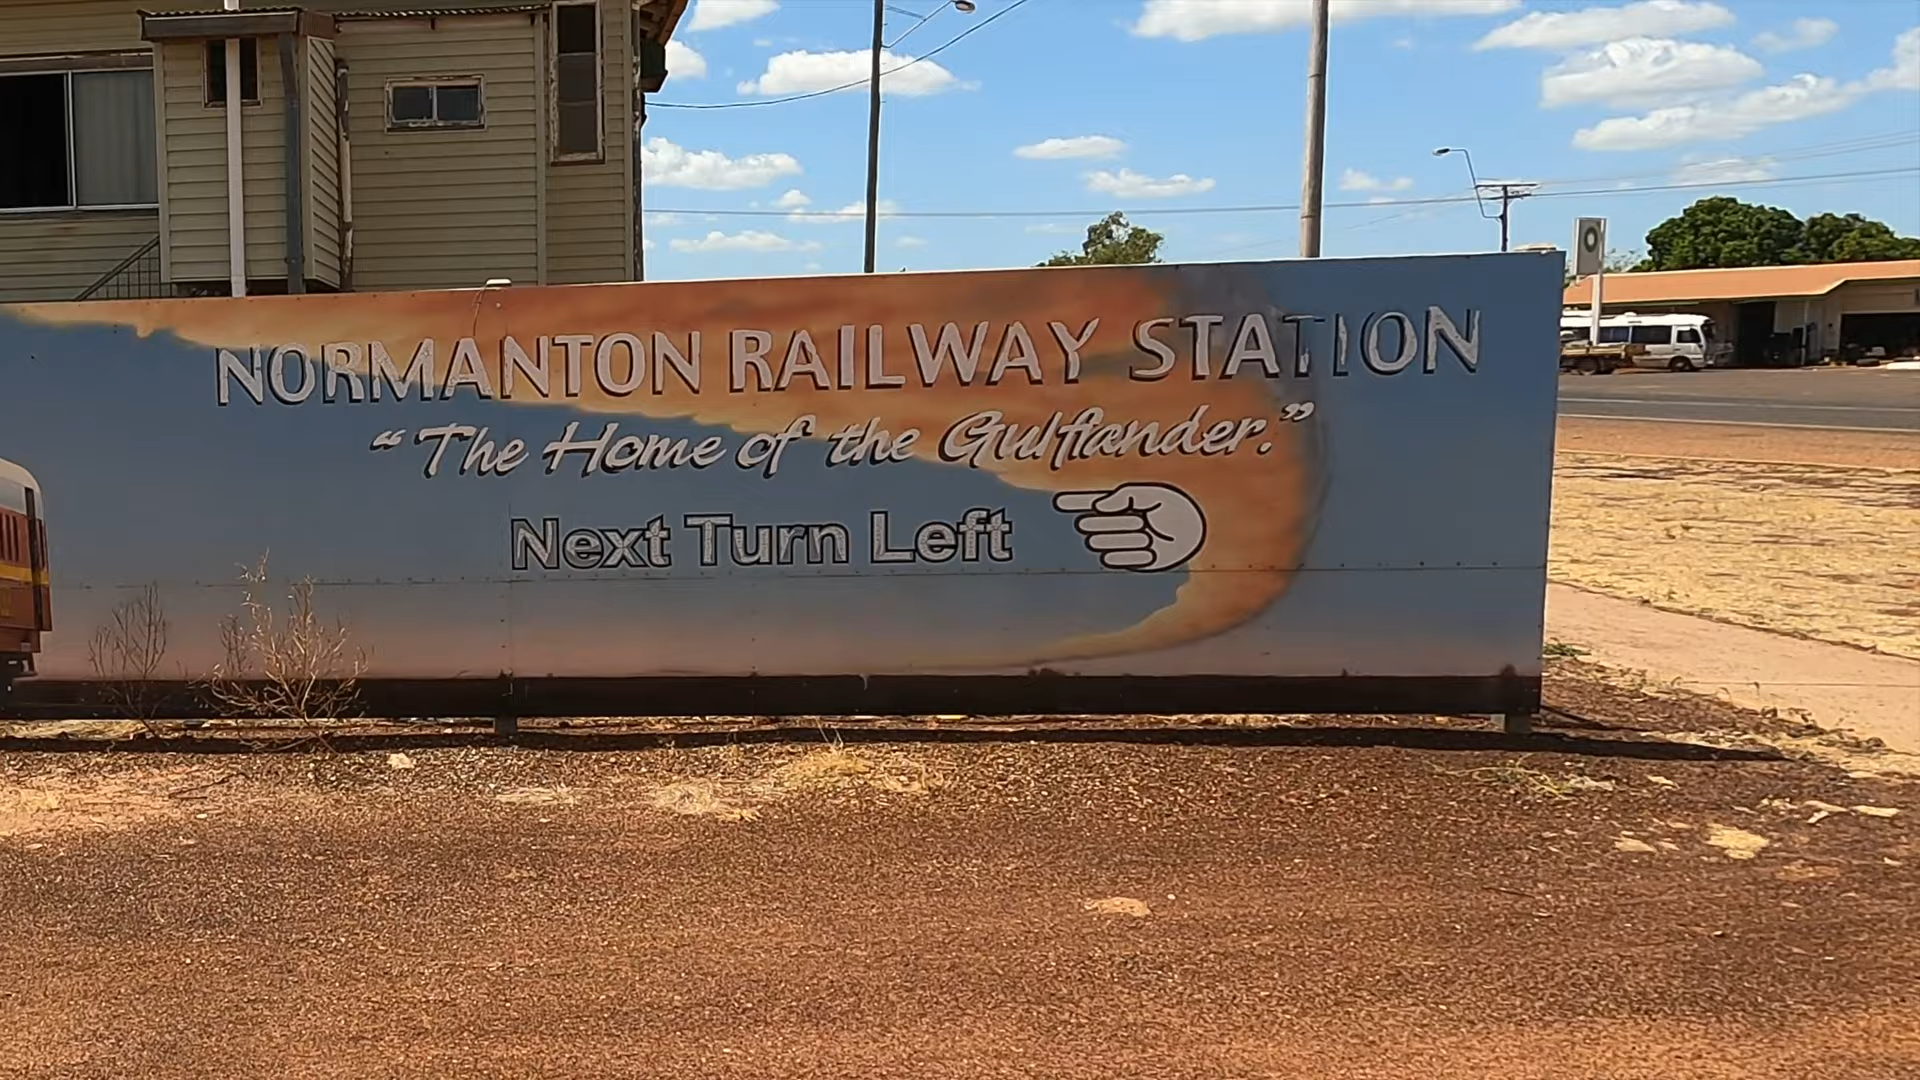 NORMANTON RAILWAY STATION
“The Home of the Gulflander.”
Next Turn Left